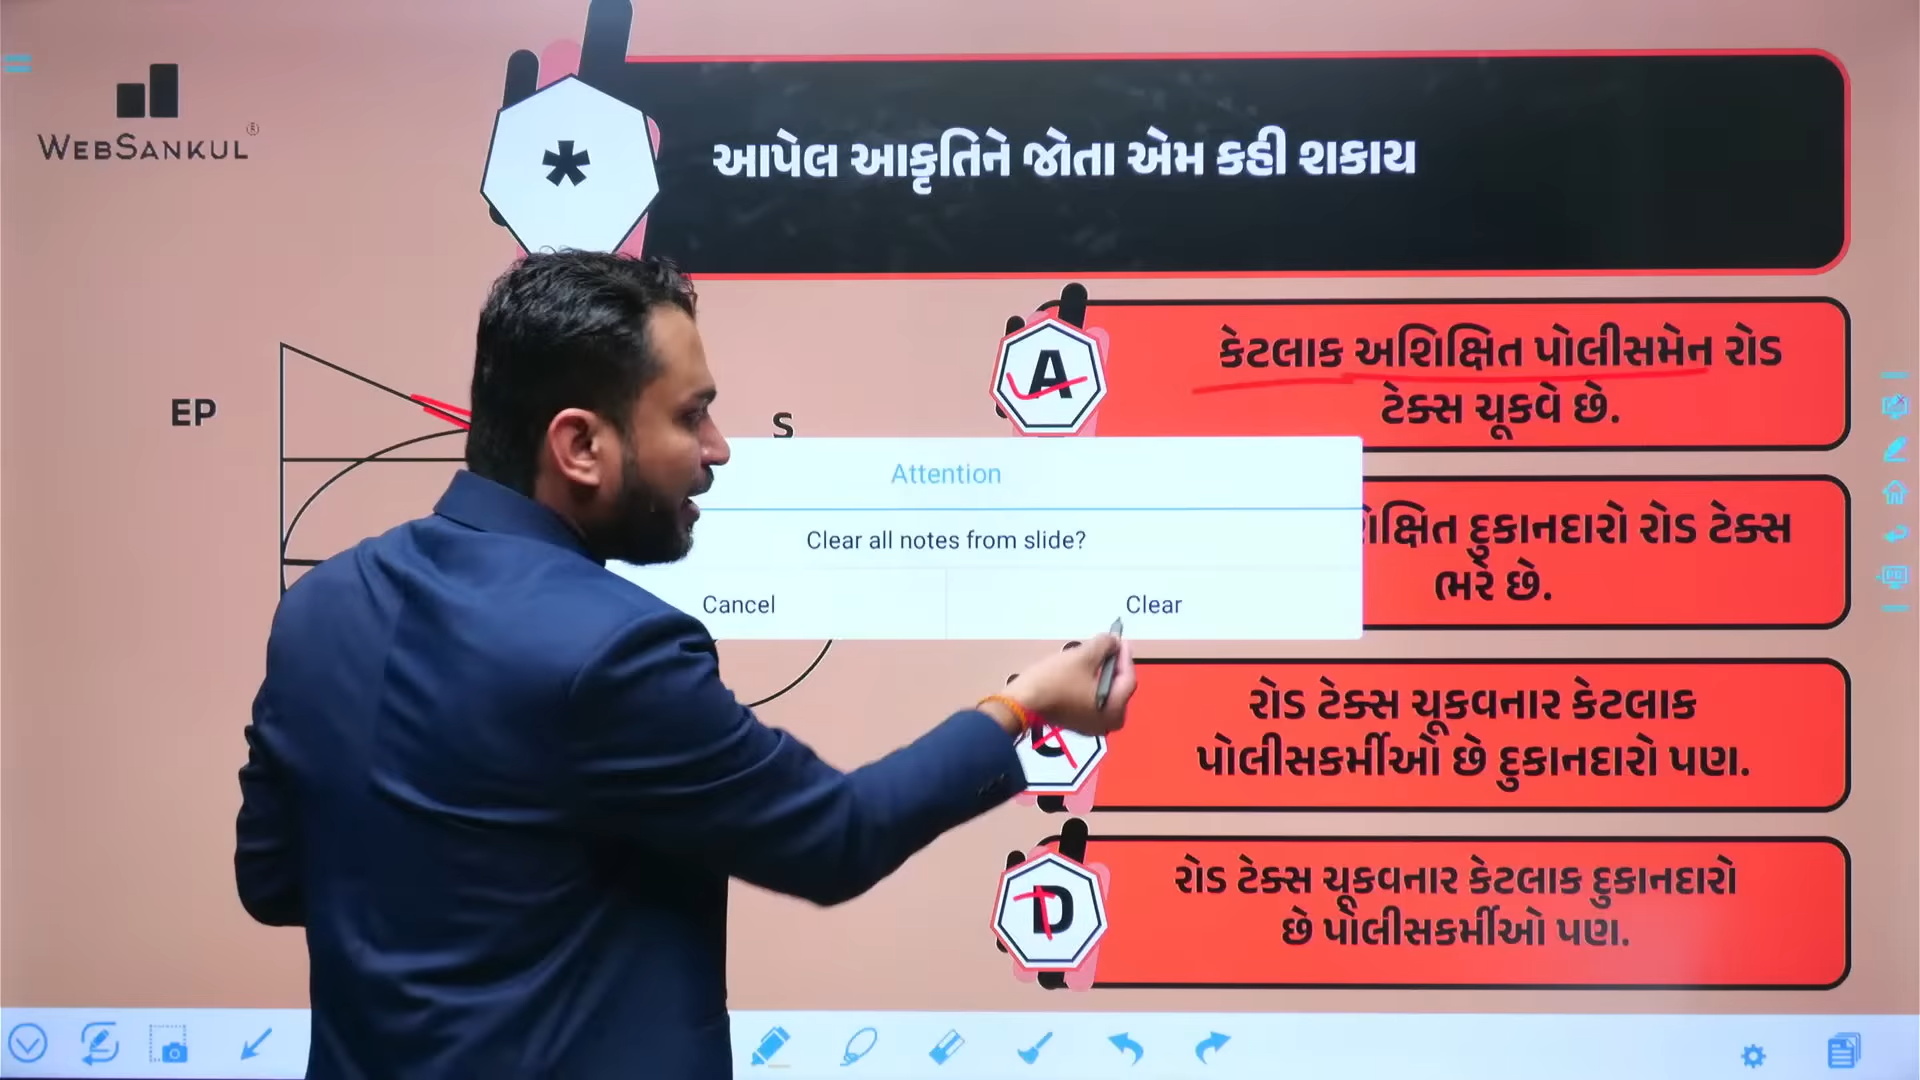 WEBSANKUL
*
આપેલ આકૃતિને જોતા એમ કહી શકાય
EP
S
A
કેટલાક અશિક્ષિત પોલીસમેન રોડ
ટેક્સ ચૂકવે છે.
Attention
Clear all notes from slide?
Cancel
Clear
દુકાનદારો રોડ ટેક્સ
ભરે છે.
રોડ ટેક્સ ચૂકવનાર કેટલાક
પોલીસકર્મીઓ છે દુકાનદારો પણ.
D
રોડ ટેક્સ ચૂકવનાર કેટલાક દુકાનદારો
છે પોલીસકર્મીઓ પણ.